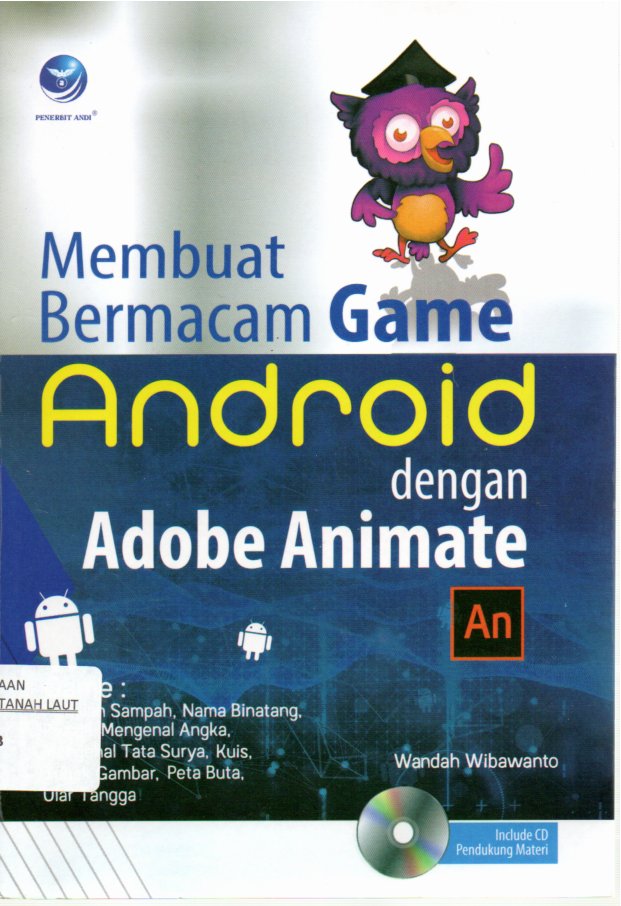 a
PENERBIT ANDI®
Membuat
Bermacam Game
Android
dengan
Adobe Animate
An
e :
Sampah, Nama Binatang,
Mengenal Angka,
al Tata Surya, Kuis,
Gambar, Peta Buta,
Ular Tangga
AAN
TANAH LAUT
Wandah Wibawanto
Include CD
Pendukung Materi